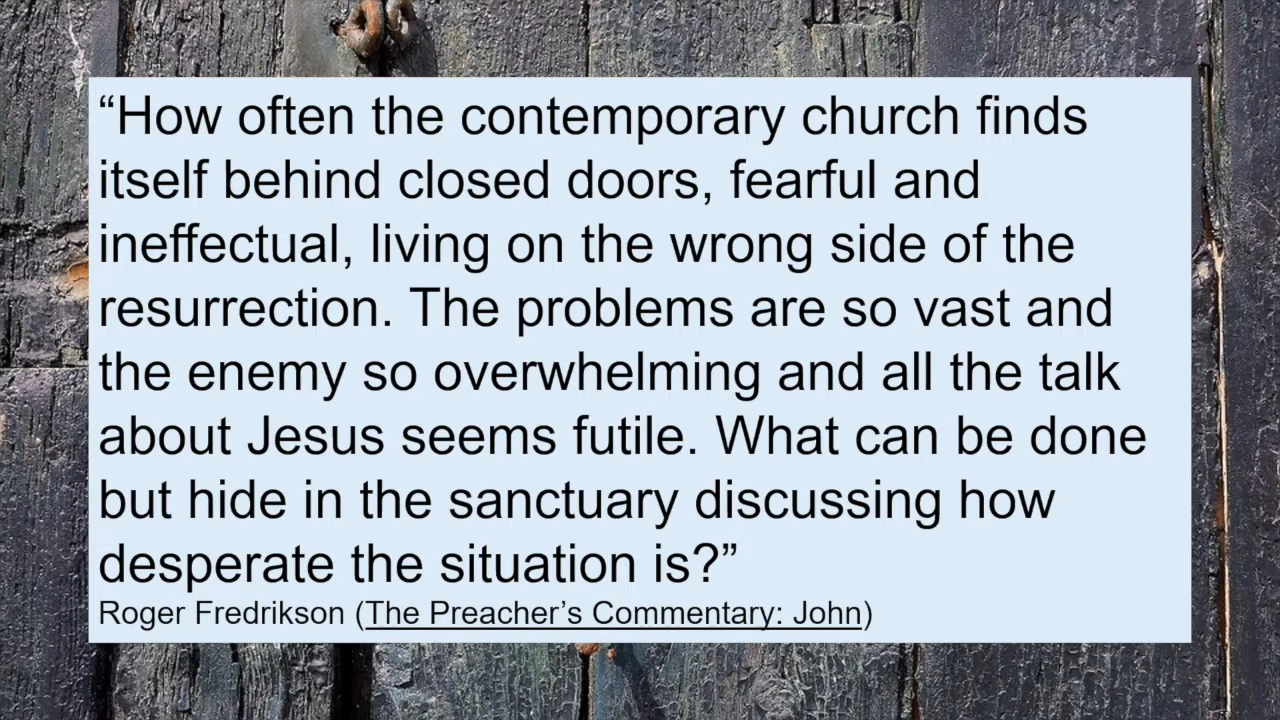 “How often the contemporary church finds
itself behind closed doors, fearful and
ineffectual, living on the wrong side of the
resurrection. The problems are so vast and
the enemy so overwhelming and all the talk
about Jesus seems futile. What can be done
but hide in the sanctuary discussing how
desperate the situation is?”
Roger Fredrikson (The Preacher’s Commentary: John)